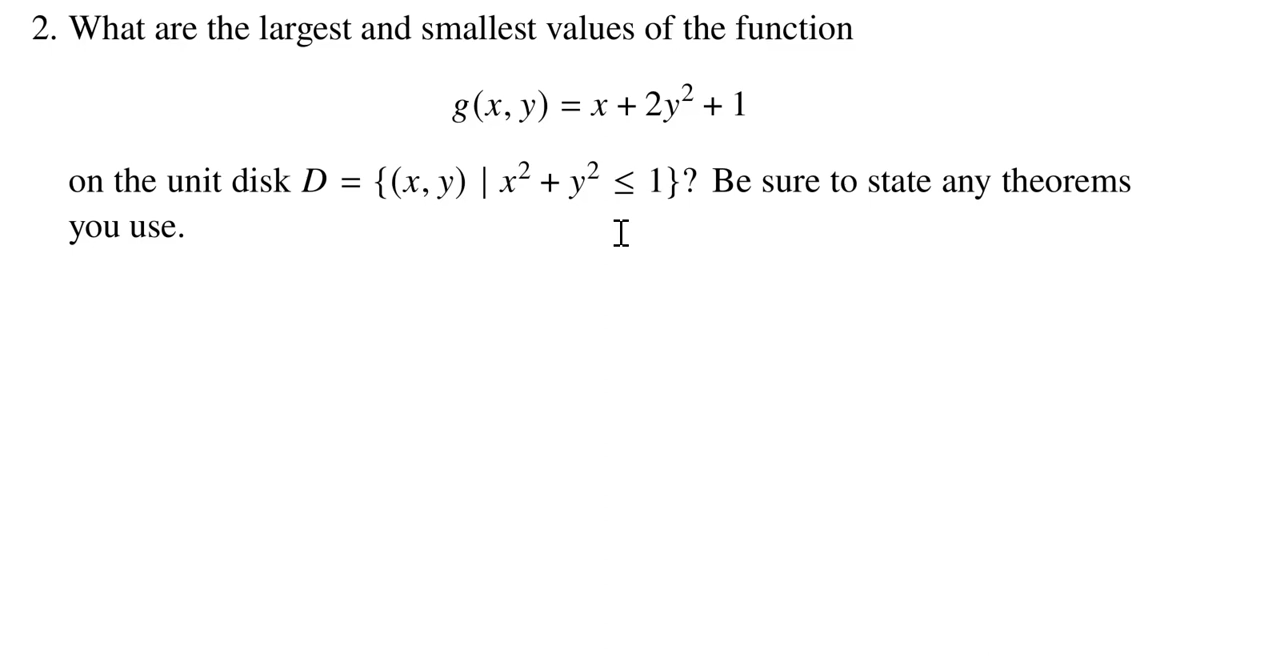 2. What are the largest and smallest values of the function
g(x, y) = x + 2y² + 1
on the unit disk D = {(x, y) | x² + y² ≤ 1}? Be sure to state any theorems
you use.